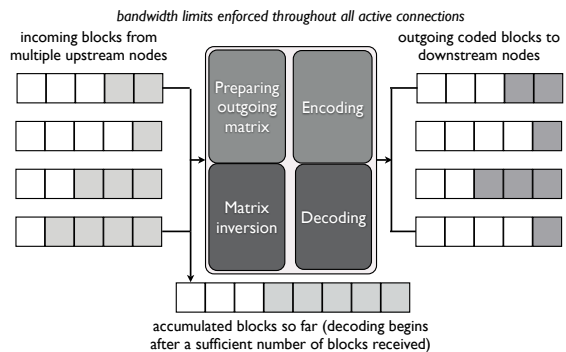 bandwidth limits enforced throughout all active connections
incoming blocks from
multiple upstream nodes
outgoing coded blocks to
downstream nodes
Preparing
outgoing
matrix
Encoding
Matrix
inversion
Decoding
accumulated blocks so far (decoding begins
after a sufficient number of blocks received)